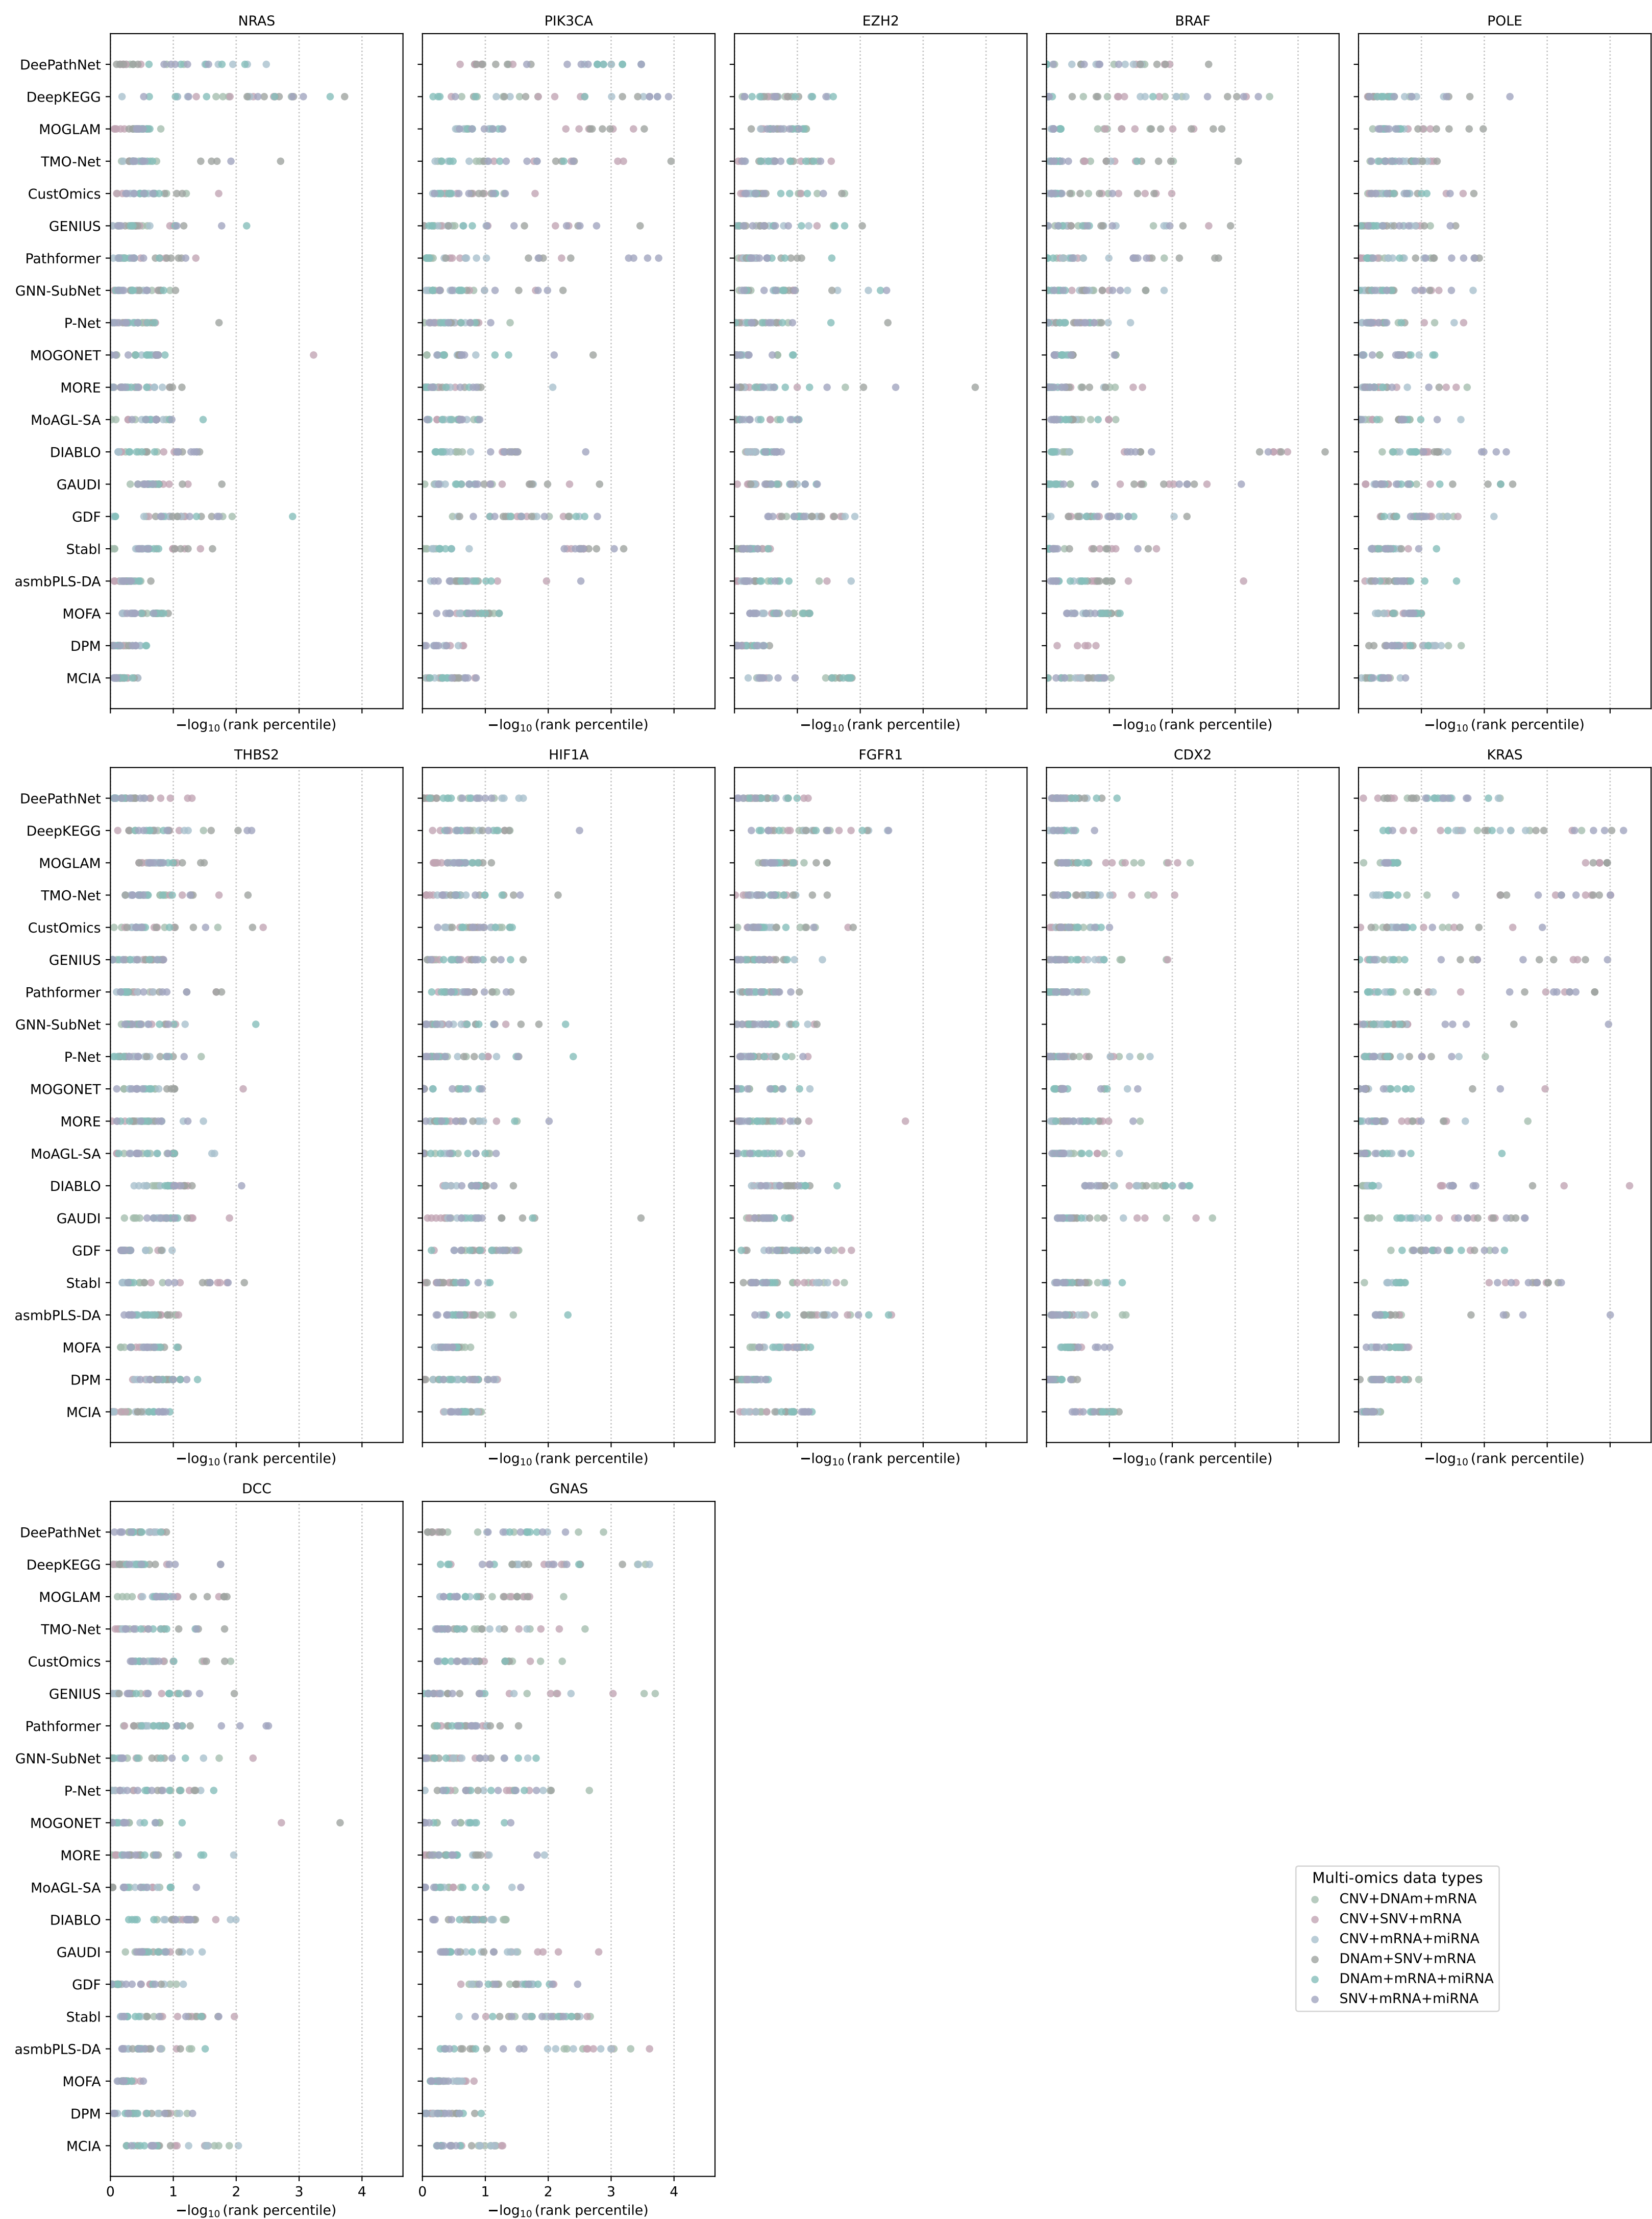 NRAS PIK3CA EZH2 BRAF POLE
DeePathNet
DeepKEGG
MOGLAM
TMO-Net
CustOmics
GENIUS
Pathformer
GNN-SubNet
P-Net
MOGONET
MORE
MoAGL-SA
DIABLO
GAUDI
GDF
Stabl
asmbPLS-DA
MOFA
DPM
MCIA
−log₁₀(rank percentile) −log₁₀(rank percentile) −log₁₀(rank percentile) −log₁₀(rank percentile) −log₁₀(rank percentile)
THBS2 HIF1A FGFR1 CDX2 KRAS
DeePathNet
DeepKEGG
MOGLAM
TMO-Net
CustOmics
GENIUS
Pathformer
GNN-SubNet
P-Net
MOGONET
MORE
MoAGL-SA
DIABLO
GAUDI
GDF
Stabl
asmbPLS-DA
MOFA
DPM
MCIA
−log₁₀(rank percentile) −log₁₀(rank percentile) −log₁₀(rank percentile) −log₁₀(rank percentile) −log₁₀(rank percentile)
DCC GNAS
DeePathNet
DeepKEGG
MOGLAM
TMO-Net
CustOmics
GENIUS
Pathformer
GNN-SubNet
P-Net
MOGONET
MORE
MoAGL-SA
DIABLO
GAUDI
GDF
Stabl
asmbPLS-DA
MOFA
DPM
MCIA
0 1 2 3 4 0 1 2 3 4
−log₁₀(rank percentile) −log₁₀(rank percentile)
Multi-omics data types
CNV+DNAm+mRNA
CNV+SNV+mRNA
CNV+mRNA+miRNA
DNAm+SNV+mRNA
DNAm+mRNA+miRNA
SNV+mRNA+miRNA